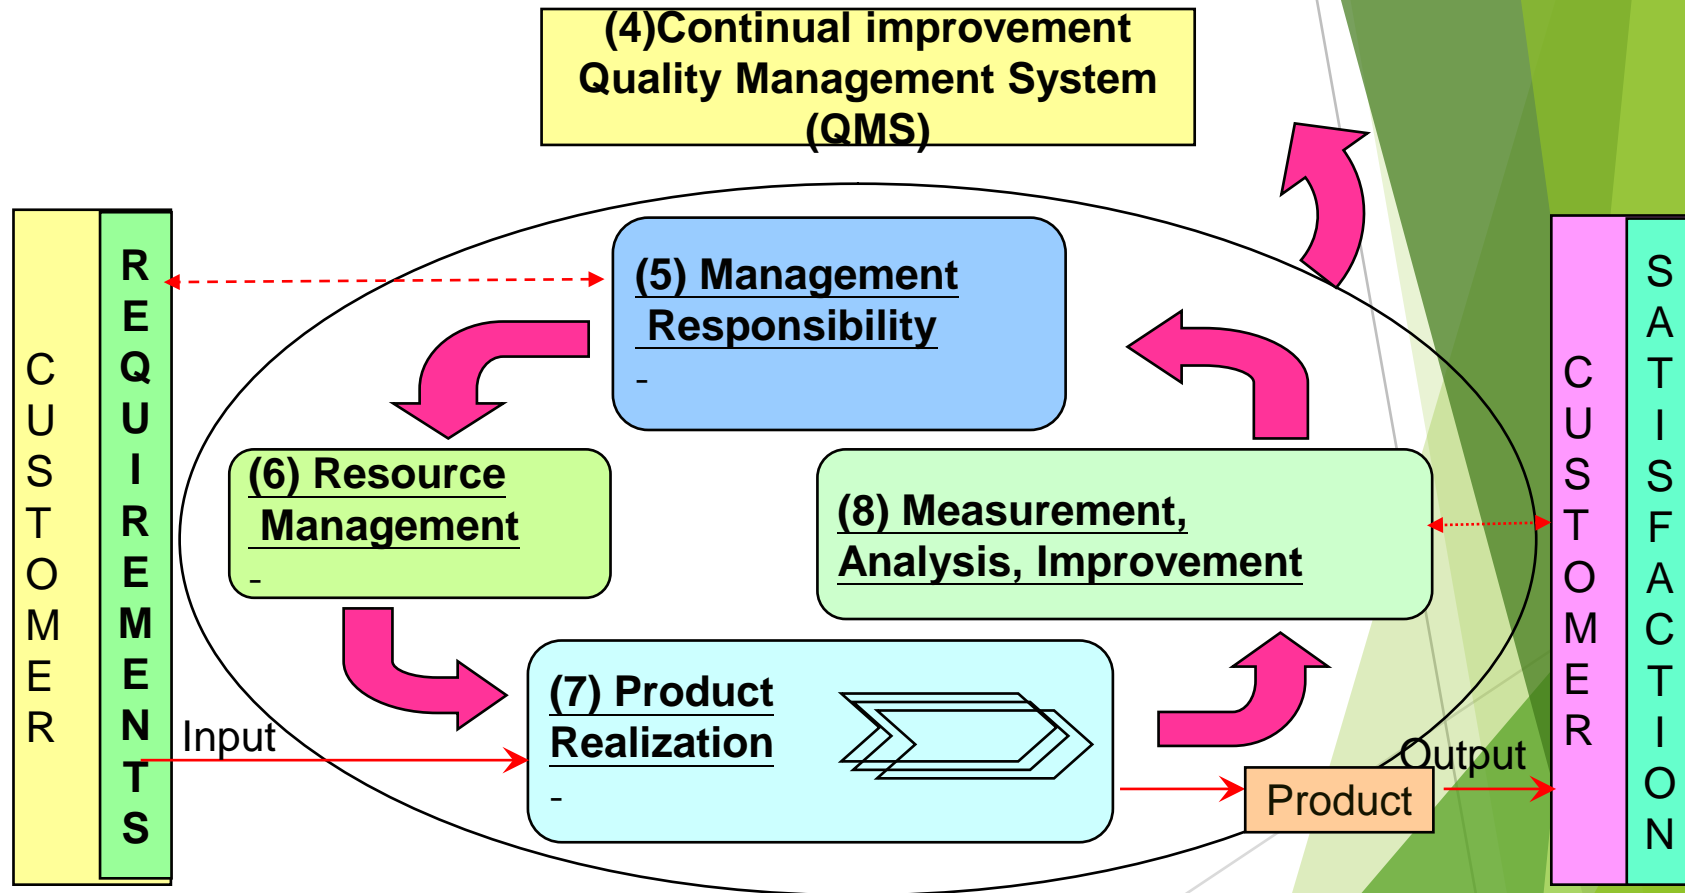 (4)Continual improvement
Quality Management System
(QMS)
CUSTOMER
REQUIREMENTS
(5) Management
Responsibility
-
(6) Resource
Management
-
(8) Measurement,
Analysis, Improvement
(7) Product
Realization
-
Input
Product
Output
CUSTOMER
SATISFACTION